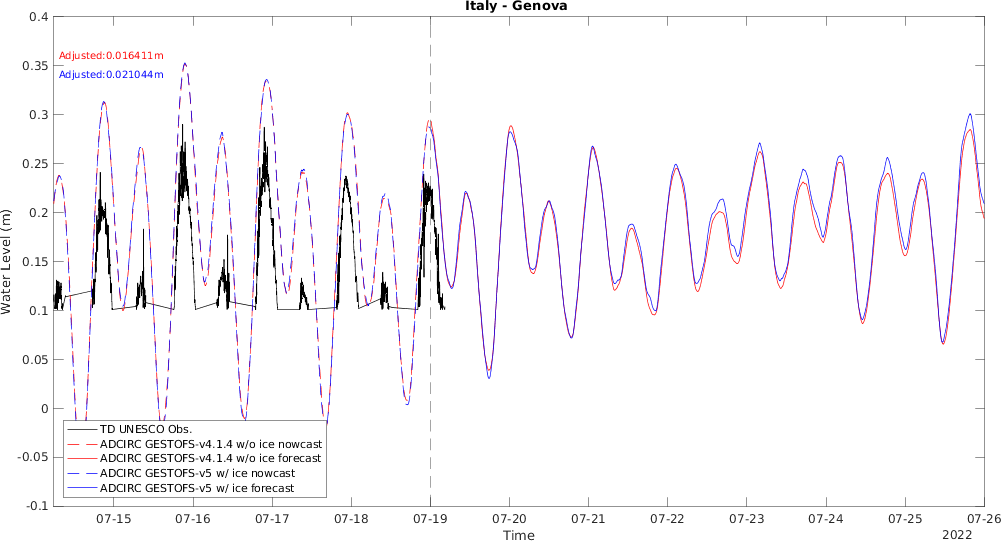 Italy - Genova
Adjusted:0.016411m
Adjusted:0.021044m
0.4
0.35
0.3
0.25
0.2
0.15
0.1
0.05
0
-0.05
-0.1
Water Level (m)
TD UNESCO Obs.
ADCIRC GESTOFS-v4.1.4 w/o ice nowcast
ADCIRC GESTOFS-v4.1.4 w/o ice forecast
ADCIRC GESTOFS-v5 w/ ice nowcast
ADCIRC GESTOFS-v5 w/ ice forecast
07-15 07-16 07-17 07-18 07-19 07-20 07-21 07-22 07-23 07-24 07-25 07-26
Time
2022